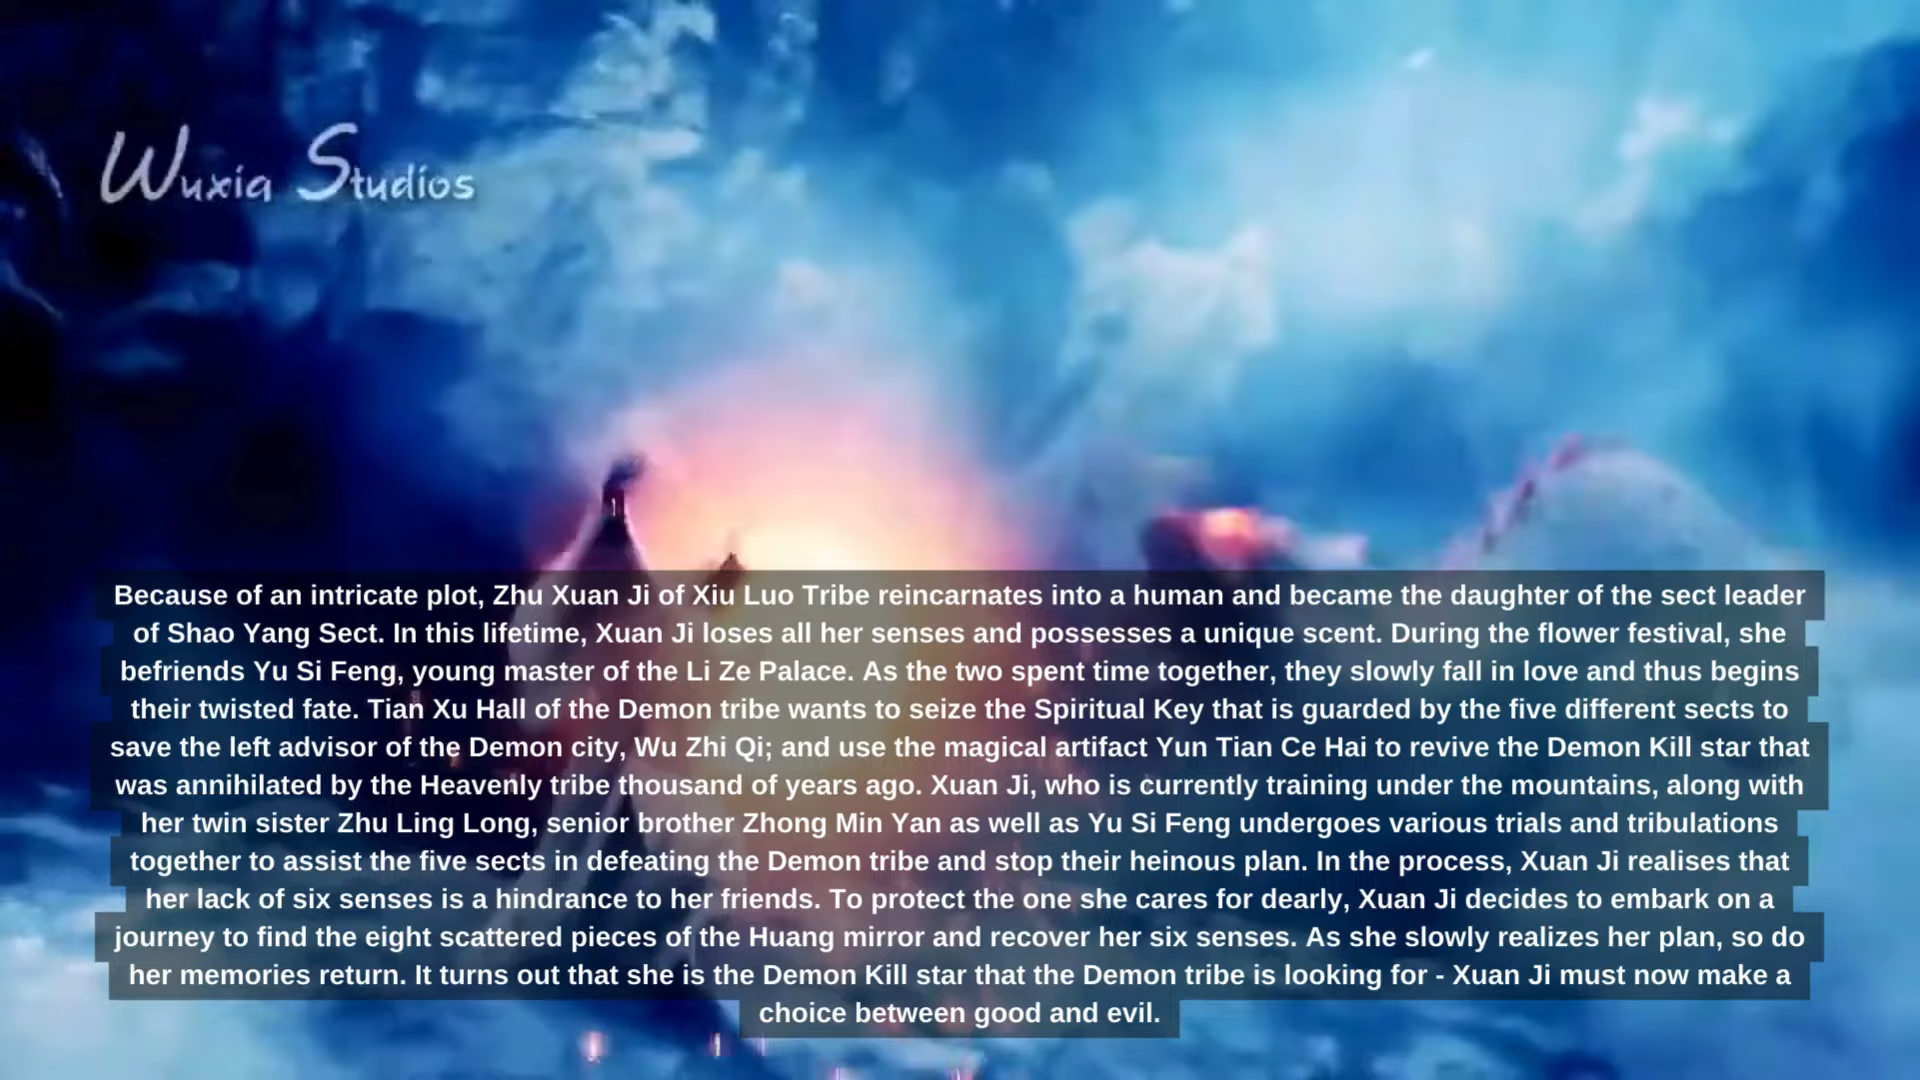 Wuxia Studios
Because of an intricate plot, Zhu Xuan Ji of Xiu Luo Tribe reincarnates into a human and became the daughter of the sect leader
of Shao Yang Sect. In this lifetime, Xuan Ji loses all her senses and possesses a unique scent. During the flower festival, she
befriends Yu Si Feng, young master of the Li Ze Palace. As the two spent time together, they slowly fall in love and thus begins
their twisted fate. Tian Xu Hall of the Demon tribe wants to seize the Spiritual Key that is guarded by the five different sects to
save the left advisor of the Demon city, Wu Zhi Qi; and use the magical artifact Yun Tian Ce Hai to revive the Demon Kill star that
was annihilated by the Heavenly tribe thousand of years ago. Xuan Ji, who is currently training under the mountains, along with
her twin sister Zhu Ling Long, senior brother Zhong Min Yan as well as Yu Si Feng undergoes various trials and tribulations
together to assist the five sects in defeating the Demon tribe and stop their heinous plan. In the process, Xuan Ji realises that
her lack of six senses is a hindrance to her friends. To protect the one she cares for dearly, Xuan Ji decides to embark on a
journey to find the eight scattered pieces of the Huang mirror and recover her six senses. As she slowly realizes her plan, so do
her memories return. It turns out that she is the Demon Kill star that the Demon tribe is looking for - Xuan Ji must now make a
choice between good and evil.